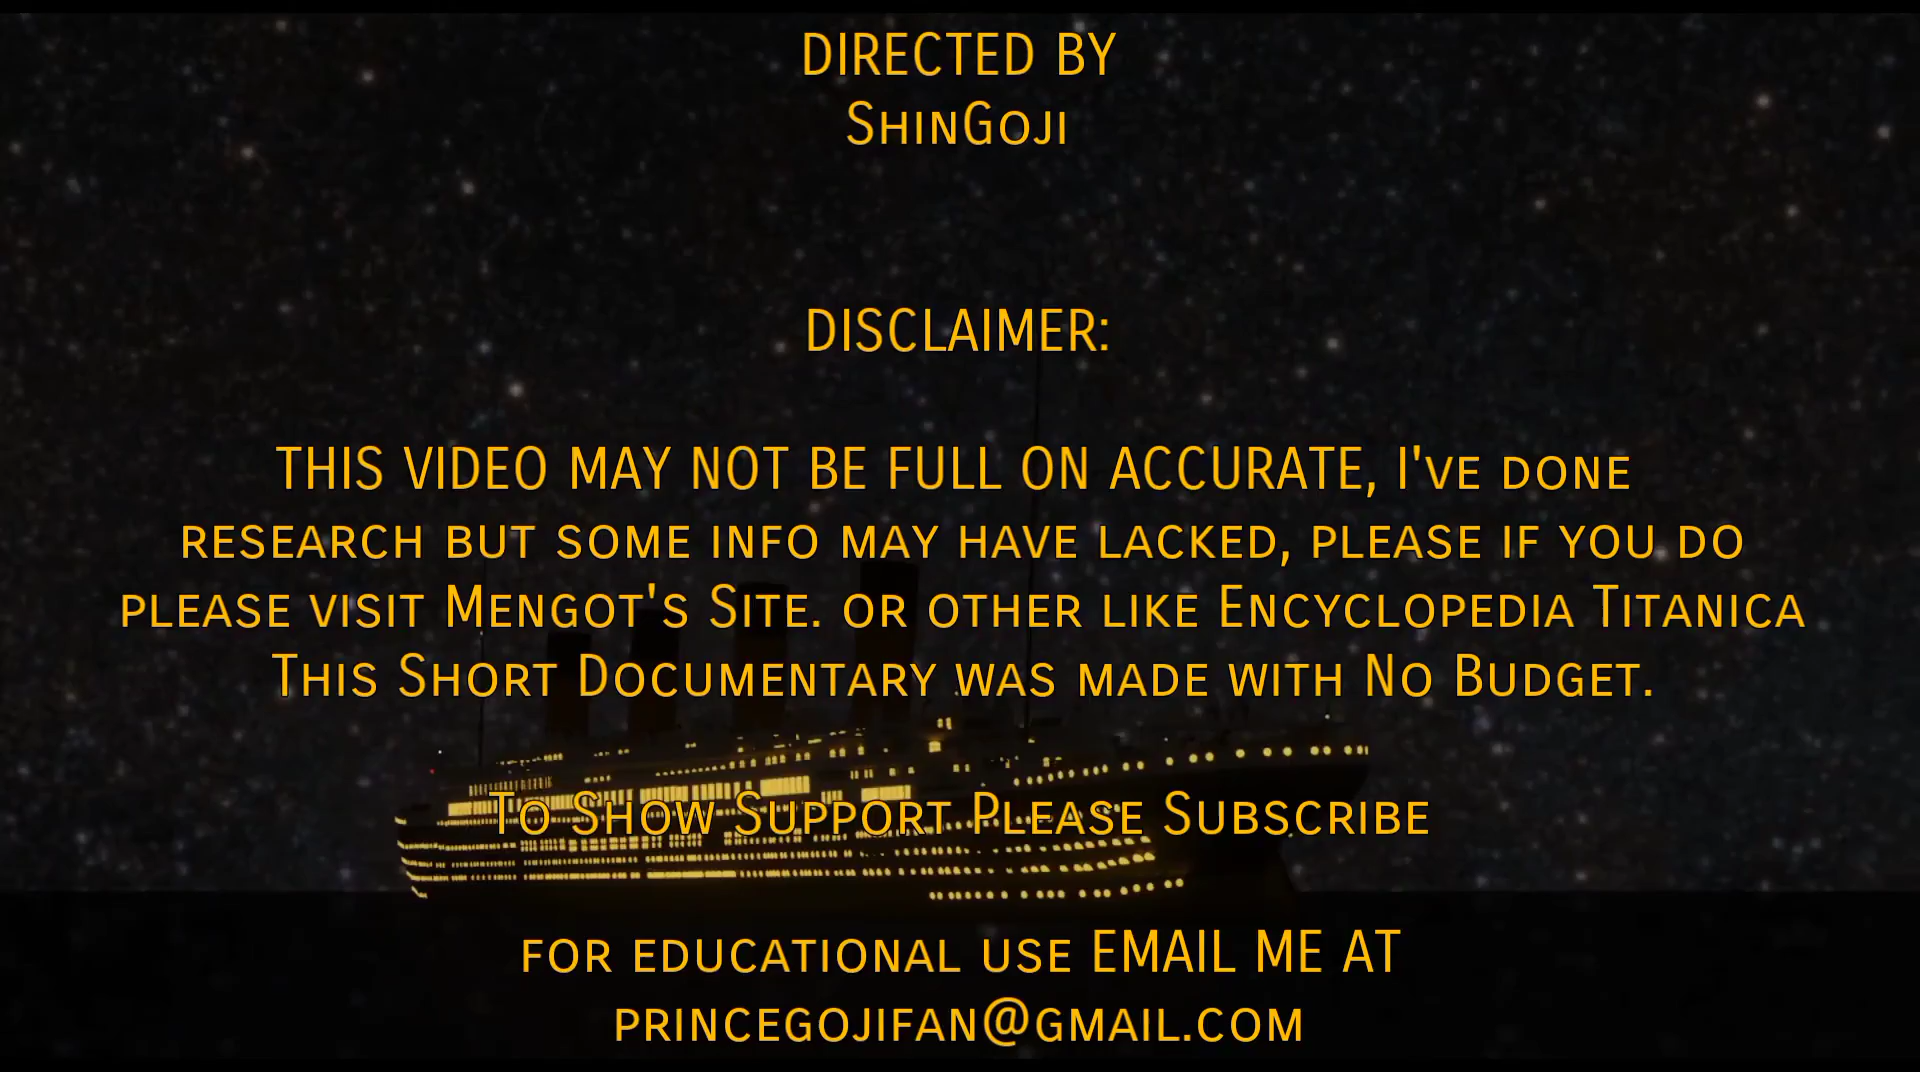 DIRECTED BY
ShinGoji
DISCLAIMER:
THIS VIDEO MAY NOT BE FULL ON ACCURATE, I've done
research but some info may have lacked, please if you do
please visit Mengot's Site. or other like Encyclopedia Titanica
This Short Documentary was made with No Budget.
To Show Support Please Subscribe
for educational use EMAIL ME AT
princegojifan@gmail.com